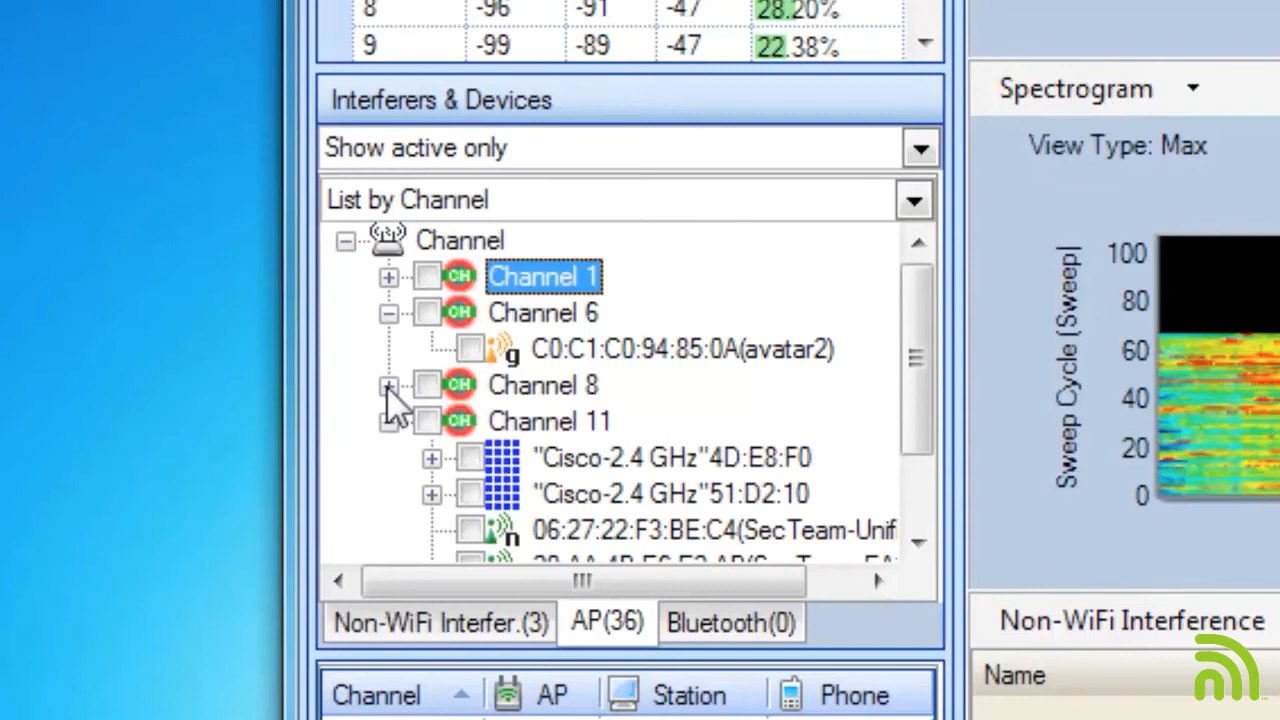 8 -96 -91 -47 28.20%
9 -99 -89 -47 22.38%
Interferers & Devices
Show active only
List by Channel
Channel
CH Channel 1
CH Channel 6
g C0:C1:C0:94:85:0A(avatar2)
CH Channel 8
CH Channel 11
"Cisco-2.4 GHz"4D:E8:F0
"Cisco-2.4 GHz"51:D2:10
n 06:27:22:F3:BE:C4(SecTeam-Unif
Non-WiFi Interfer.(3) AP(36) Bluetooth(0)
Channel AP Station Phone
Spectrogram
View Type: Max
Sweep Cycle [Sweep]
100
80
60
40
20
0
Non-WiFi Interference
Name